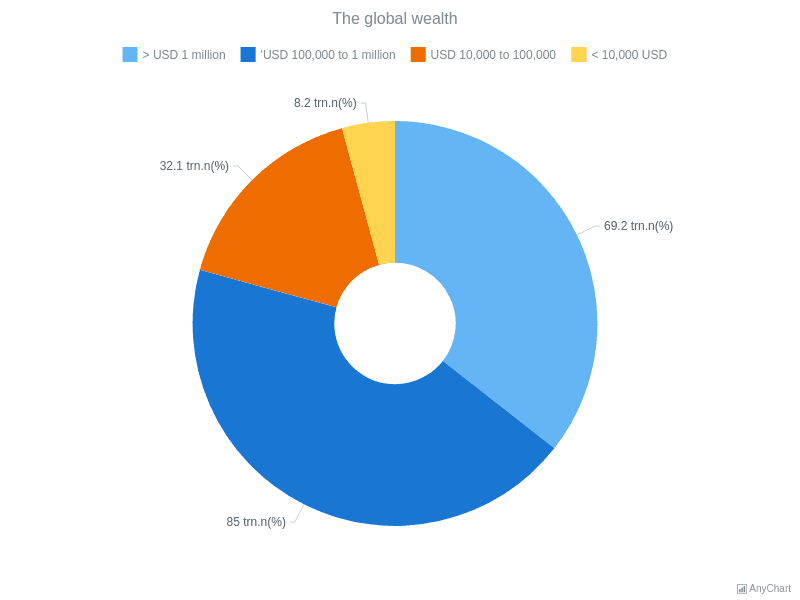 The global wealth
> USD 1 million 'USD 100,000 to 1 million USD 10,000 to 100,000 < 10,000 USD
8.2 trn.n(%)
32.1 trn.n(%)
69.2 trn.n(%)
85 trn.n(%)
AnyChart